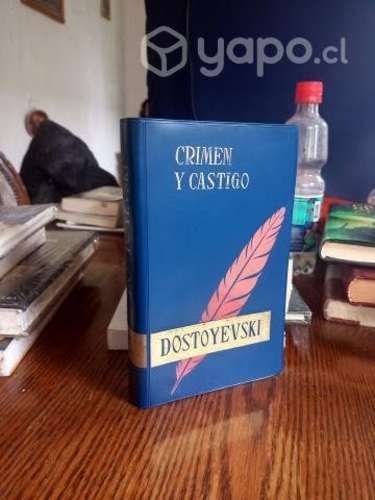 yapo.cl
CRIMEN
Y CASTIGO
DOSTOYEVSKI